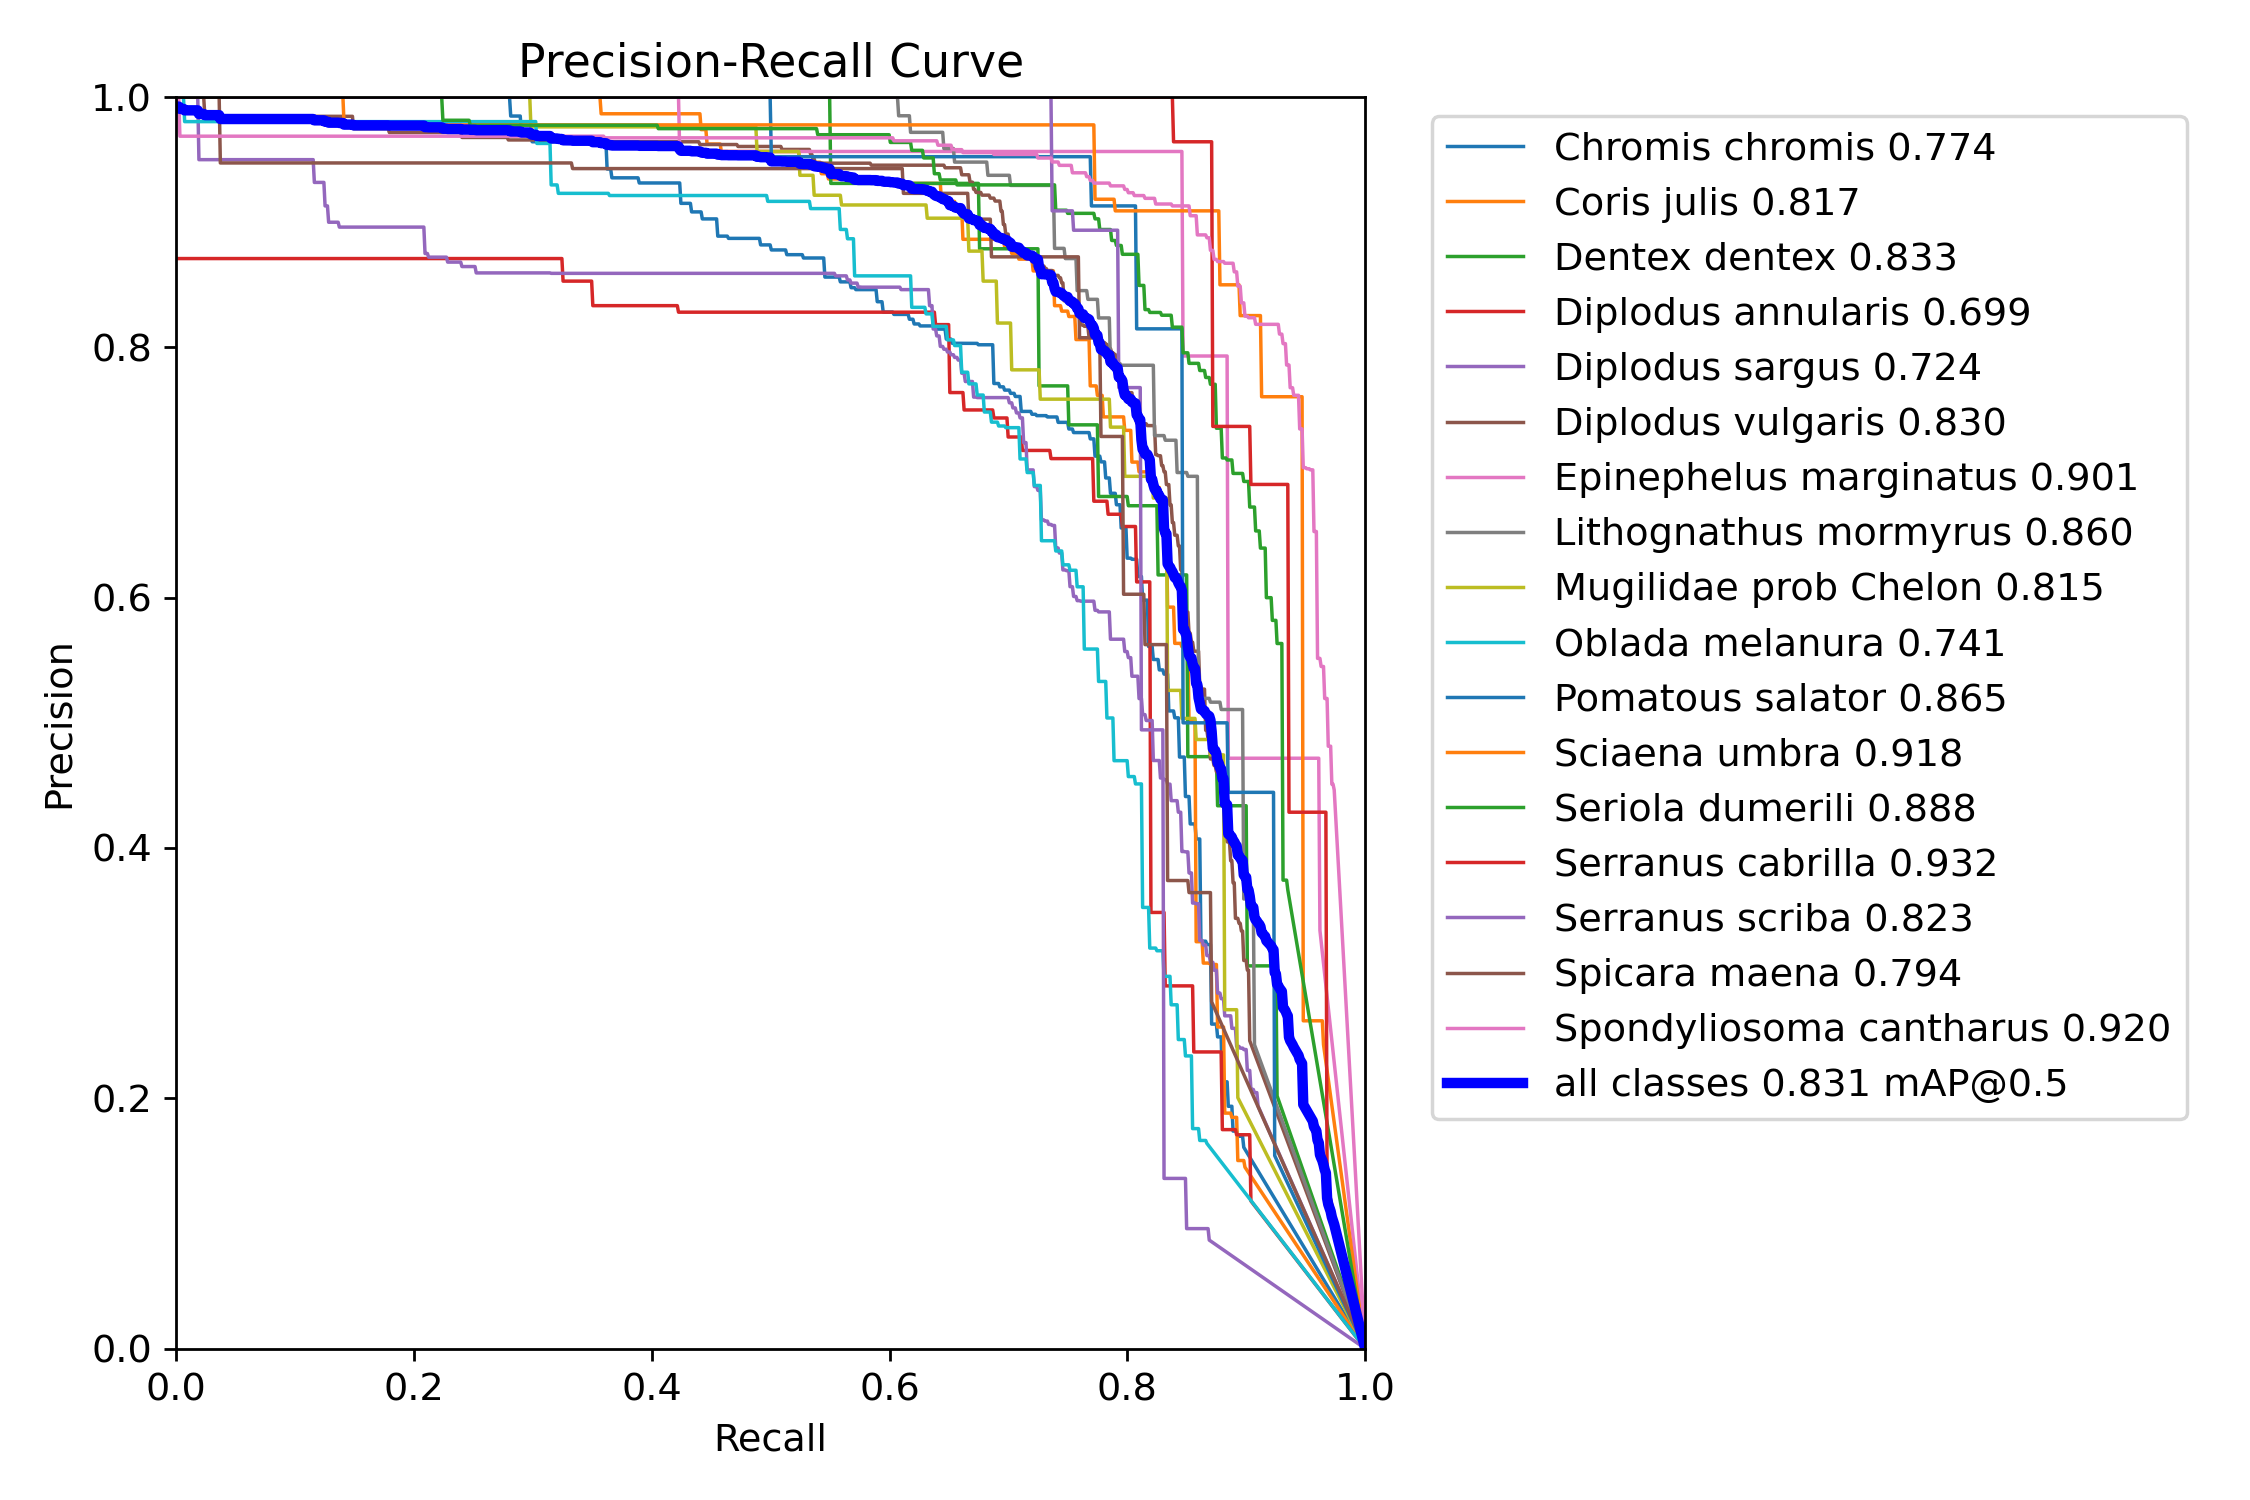 Precision-Recall Curve
1.0
0.8
0.6
0.4
0.2
0.0
Precision
0.0 0.2 0.4 0.6 0.8 1.0
Recall
Chromis chromis 0.774
Coris julis 0.817
Dentex dentex 0.833
Diplodus annularis 0.699
Diplodus sargus 0.724
Diplodus vulgaris 0.830
Epinephelus marginatus 0.901
Lithognathus mormyrus 0.860
Mugilidae prob Chelon 0.815
Oblada melanura 0.741
Pomatous salator 0.865
Sciaena umbra 0.918
Seriola dumerili 0.888
Serranus cabrilla 0.932
Serranus scriba 0.823
Spicara maena 0.794
Spondyliosoma cantharus 0.920
all classes 0.831 mAP@0.5